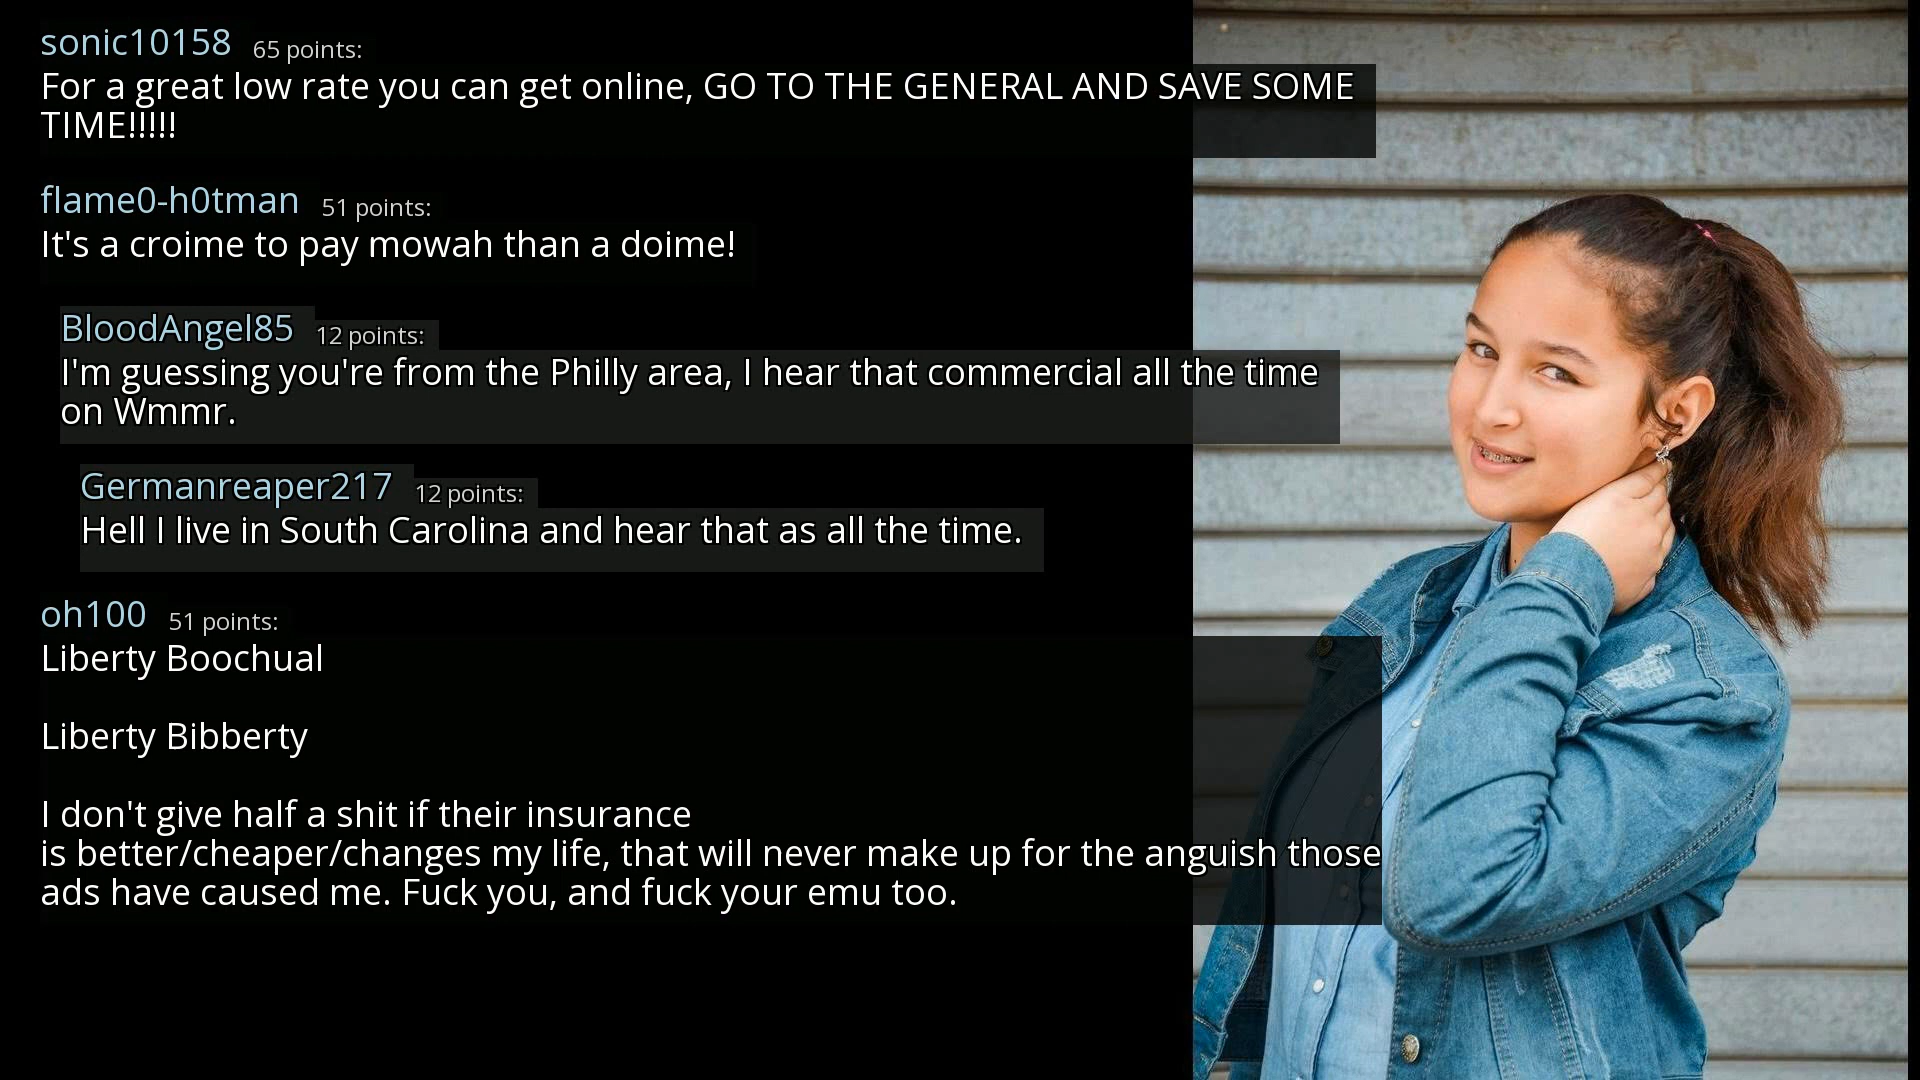 sonic10158 65 points:
For a great low rate you can get online, GO TO THE GENERAL AND SAVE SOME
TIME!!!!!
flame0-h0tman 51 points:
It's a croime to pay mowah than a doime!
BloodAngel85 12 points:
I'm guessing you're from the Philly area, I hear that commercial all the time
on Wmmr.
Germanreaper217 12 points:
Hell I live in South Carolina and hear that as all the time.
oh100 51 points:
Liberty Boochual
Liberty Bibberty
I don't give half a shit if their insurance
is better/cheaper/changes my life, that will never make up for the anguish those
ads have caused me. Fuck you, and fuck your emu too.